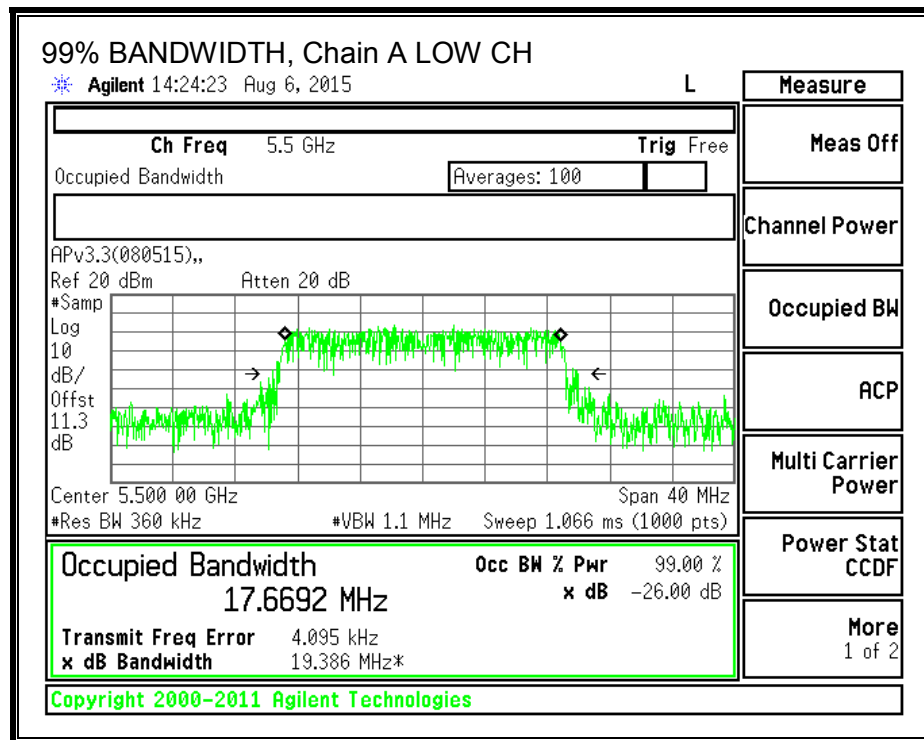 99% BANDWIDTH, Chain A LOW CH
Agilent 14:24:23 Aug 6, 2015 L
Measure
Ch Freq 5.5 GHz Trig Free
Meas Off
Occupied Bandwidth Averages: 100
Channel Power
APv3.3(080515),,
Ref 20 dBm Atten 20 dB
#Samp
Log
10
dB/
Offst
11.3
dB
Occupied BW
ACP
Multi Carrier
Power
Center 5.500 00 GHz Span 40 MHz
#Res BW 360 kHz #VBW 1.1 MHz Sweep 1.066 ms (1000 pts)
Power Stat
CCDF
Occupied Bandwidth Occ BW % Pwr 99.00 %
17.6692 MHz x dB -26.00 dB
Transmit Freq Error 4.095 kHz
x dB Bandwidth 19.386 MHz*
More
1 of 2
Copyright 2000-2011 Agilent Technologies